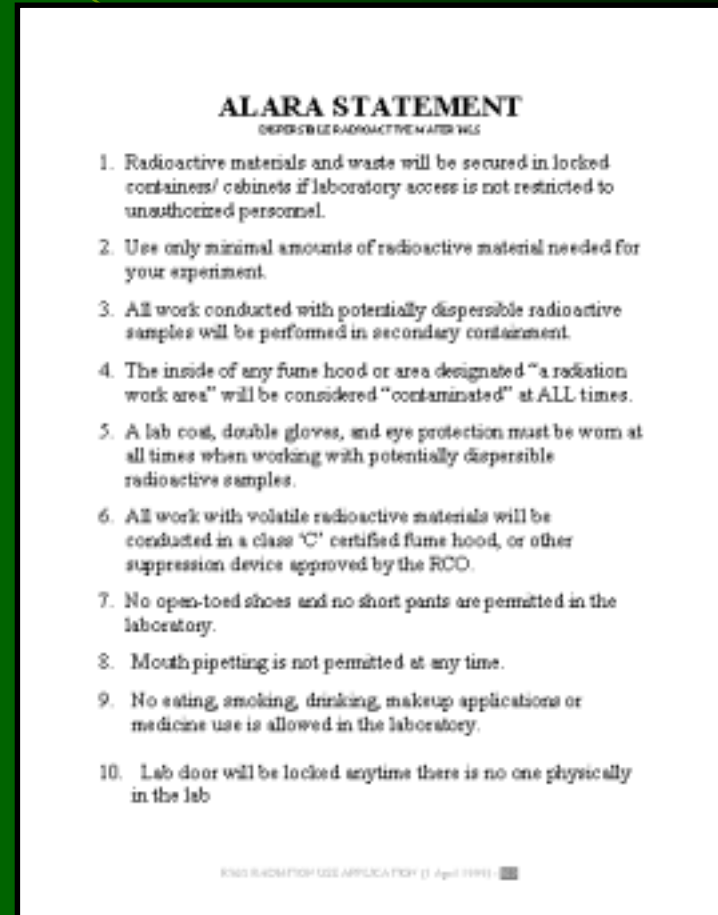 ALARA STATEMENT
DISPERSIBLE RADIOACTIVE MATERIALS
1. Radioactive materials and waste will be secured in locked
containers/ cabinets if laboratory access is not restricted to
unauthorized personnel.
2. Use only minimal amounts of radioactive material needed for
your experiment.
3. All work conducted with potentially dispersible radioactive
samples will be performed in secondary containment.
4. The inside of any fume hood or area designated “a radiation
work area” will be considered “contaminated” at ALL times.
5. A lab coat, double gloves, and eye protection must be worn at
all times when working with potentially dispersible
radioactive samples.
6. All work with volatile radioactive materials will be
conducted in a class ‘C’ certified fume hood, or other
suppression device approved by the RCO.
7. No open-toed shoes and no short pants are permitted in the
laboratory.
8. Mouth pipetting is not permitted at any time.
9. No eating, smoking, drinking, makeup applications or
medicine use is allowed in the laboratory.
10. Lab door will be locked anytime there is no one physically
in the lab
RADIATION USE APPLICATION (1 April